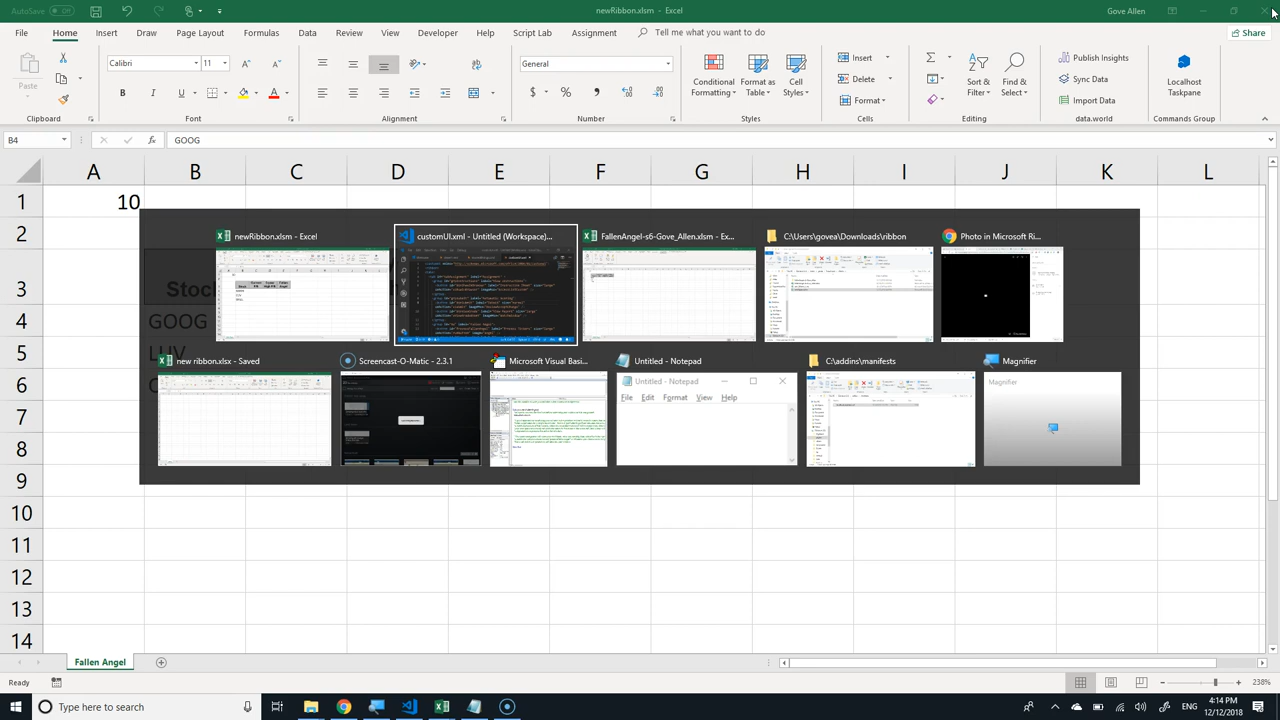 AutoSave Off newRibbon.xlsm - Excel Gove Allen
File Home Insert Draw Page Layout Formulas Data Review View Developer Help Script Lab Assignment Tell me what you want to do Share
Paste
Calibri 11
B I U
General
$ % ,
Conditional Formatting
Format as Table
Cell Styles
Insert
Delete
Format
Sort & Filter
Find & Select
Publish Insights
Sync Data
Import Data
Localhost Taskpane
Clipboard Font Alignment Number Styles Cells Editing data.world Commands Group
B4 fx GOOG
A B C D E F G H I J K L
1 10
2
3
4
5
6
7
8
9
10
11
12
13
14
newRibbon.xlsm - Excel
customUI.xml - Untitled (Workspace)...
FallenAngel-s6-Gove_Allen.xlsm - Ex...
C:\Users\govea\Downloads\ribbon
Photo in Microsoft Ri...
new ribbon.xlsx - Saved
Screencast-O-Matic - 2.3.1
Microsoft Visual Basi...
Untitled - Notepad
C:\addins\manifests
Magnifier
Untitled - Notepad
File Edit Format View Help
Magnifier
Fallen Angel
Ready 238%
Type here to search
ENG
4:14 PM
12/12/2018